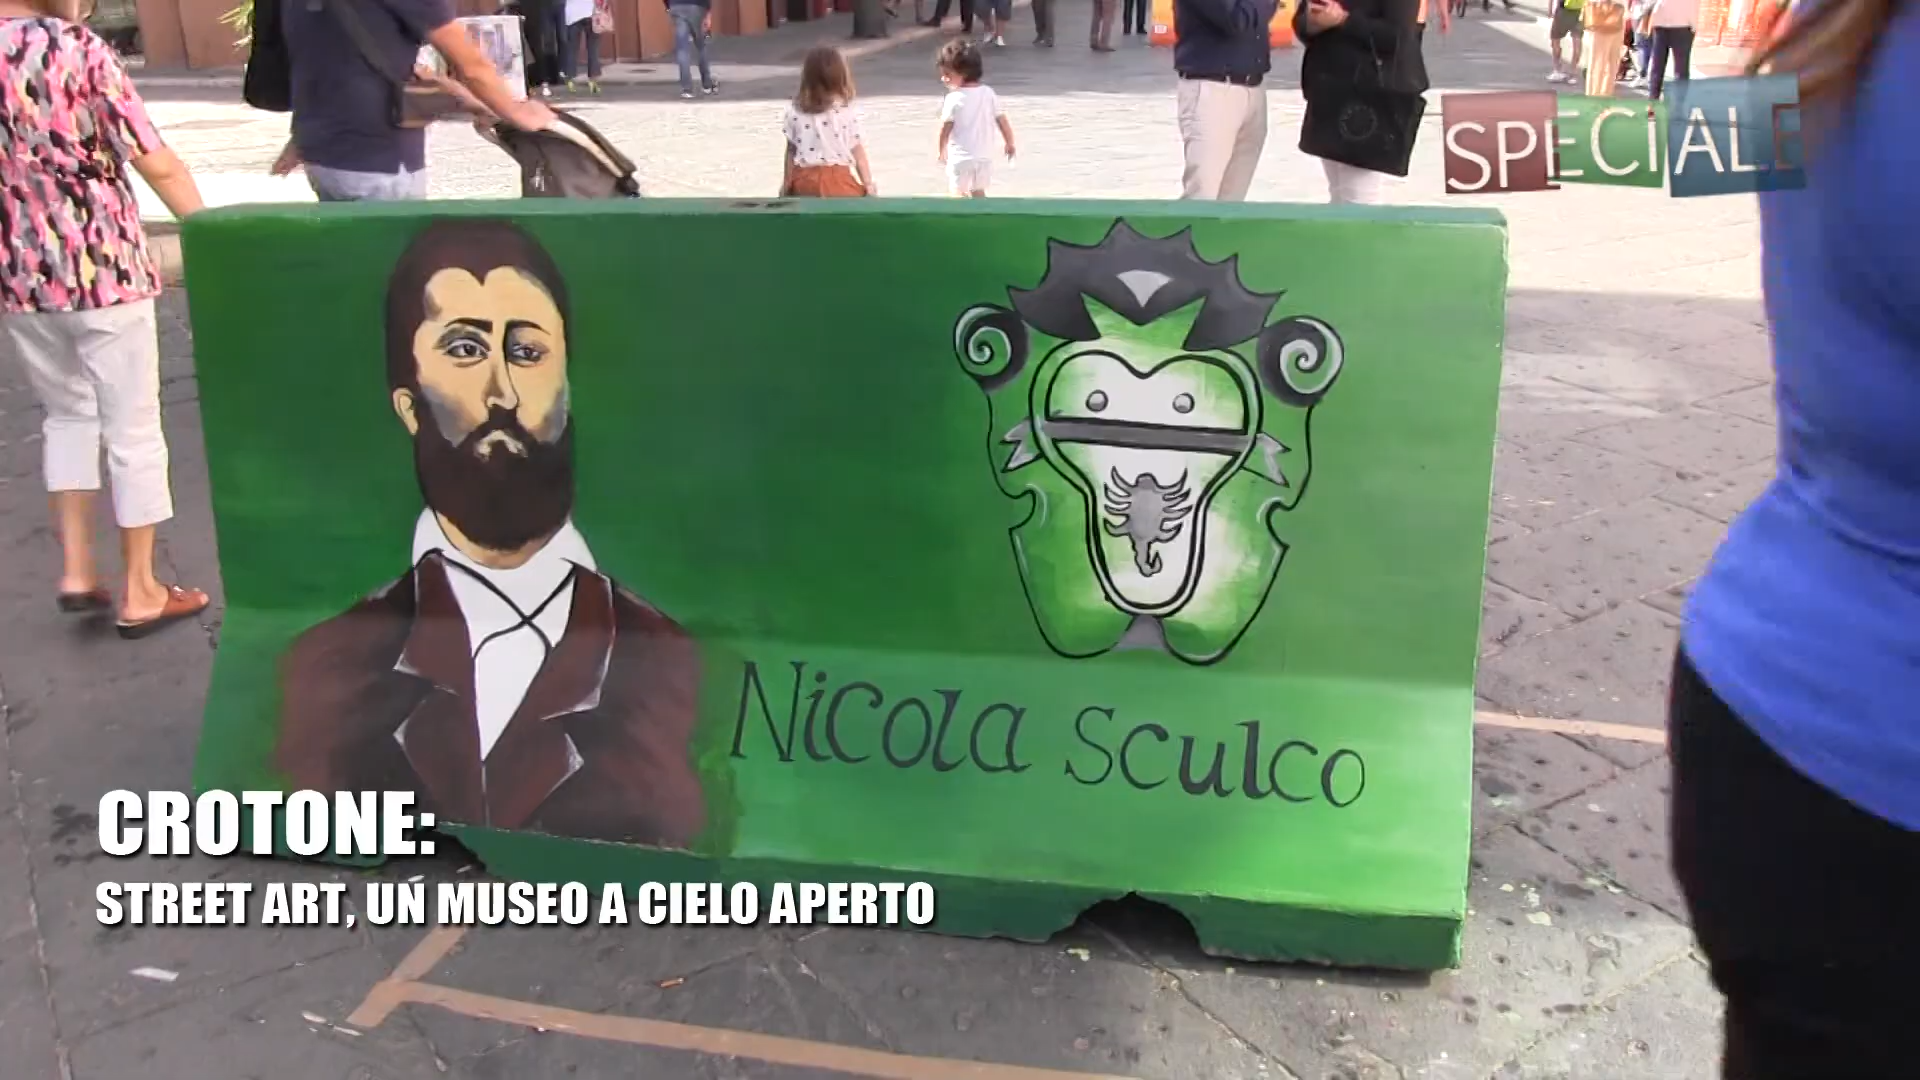 SPECiALE
Nicola Sculco
CROTONE:
STREET ART, UN MUSEO A CIELO APERTO